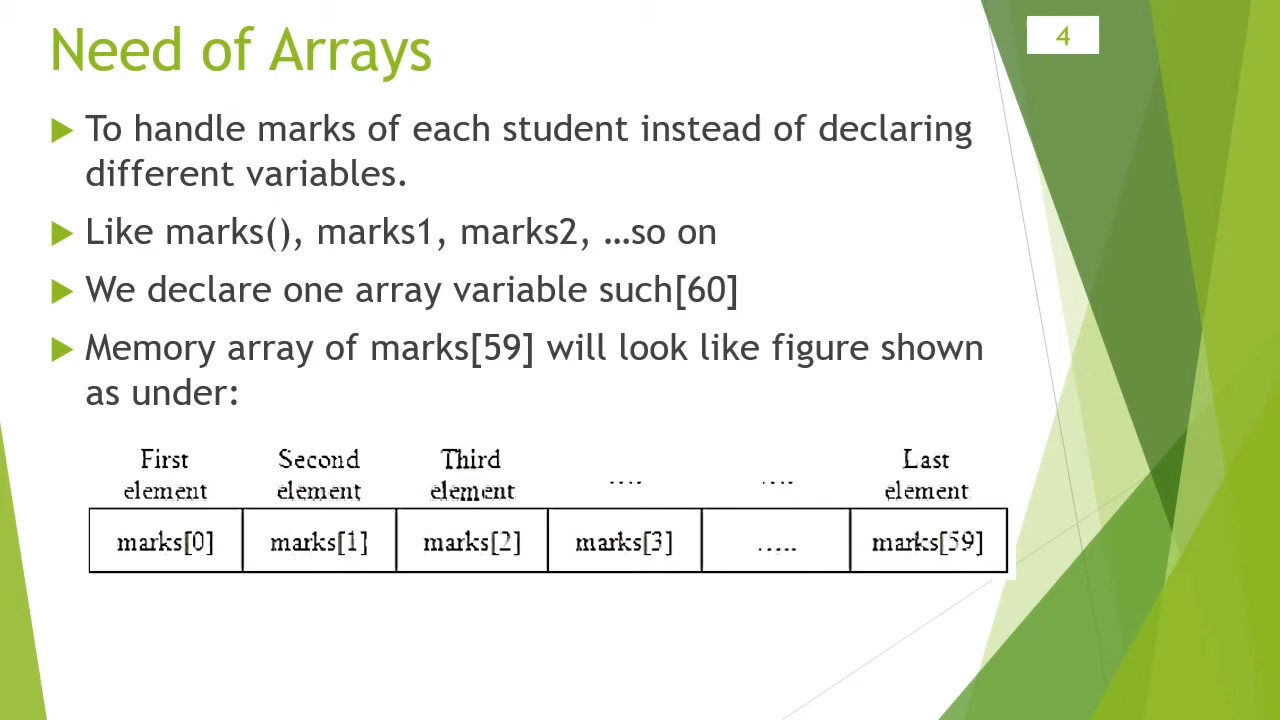 Need of Arrays
4
To handle marks of each student instead of declaring
different variables.
Like marks(), marks1, marks2, …so on
We declare one array variable such[60]
Memory array of marks[59] will look like figure shown
as under:
First Second Third Last
element element element .... .... element
marks[0] marks[1] marks[2] marks[3] ..... marks[59]